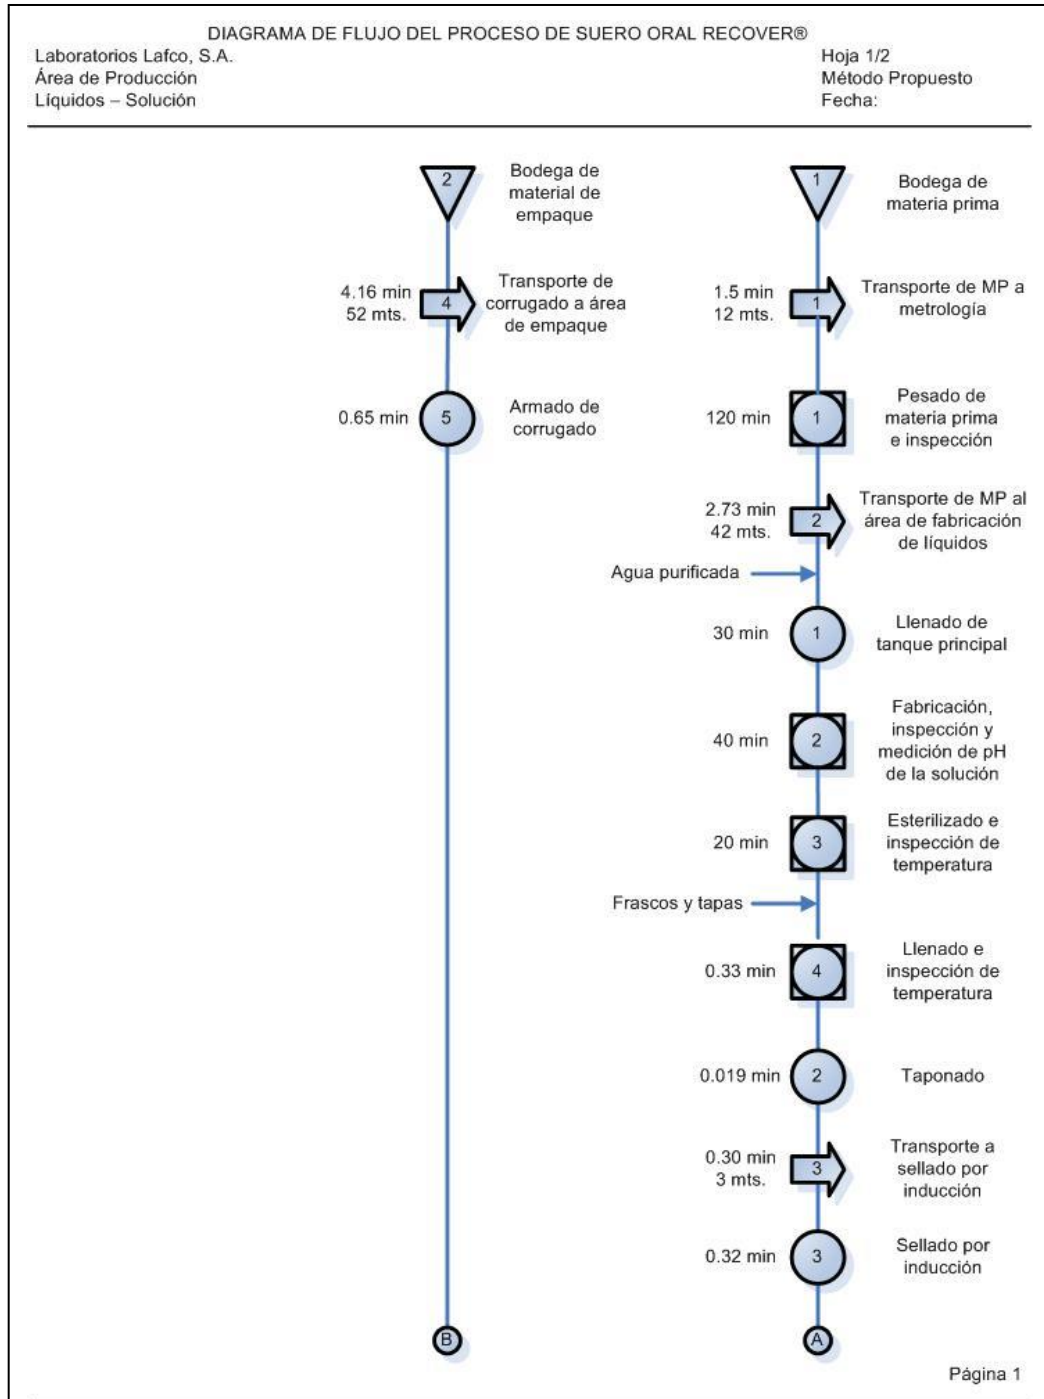 DIAGRAMA DE FLUJO DEL PROCESO DE SUERO ORAL RECOVER®
Laboratorios Lafco, S.A.
Área de Producción
Líquidos – Solución
Hoja 1/2
Método Propuesto
Fecha:
2
Bodega de
material de
empaque
1
Bodega de
materia prima
4.16 min
52 mts.
4
Transporte de
corrugado a área
de empaque
1.5 min
12 mts.
1
Transporte de MP a
metrología
0.65 min
5
Armado de
corrugado
120 min
1
Pesado de
materia prima
e inspección
2.73 min
42 mts.
2
Transporte de MP al
área de fabricación
de líquidos
Agua purificada
30 min
1
Llenado de
tanque principal
40 min
2
Fabricación,
inspección y
medición de pH
de la solución
20 min
3
Esterilizado e
inspección de
temperatura
Frascos y tapas
0.33 min
4
Llenado e
inspección de
temperatura
0.019 min
2
Taponado
0.30 min
3 mts.
3
Transporte a
sellado por
inducción
0.32 min
3
Sellado por
inducción
B
A
Página 1